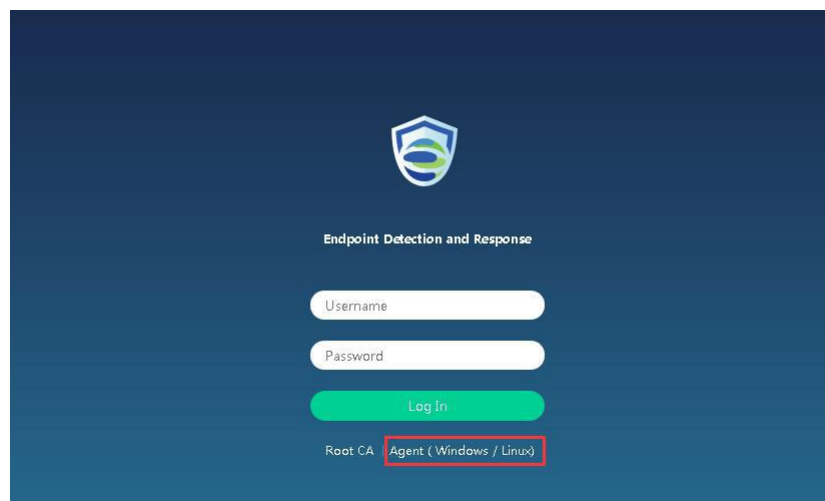 Endpoint Detection and Response
Username
Password
Log In
Root CA | Agent ( Windows / Linux)